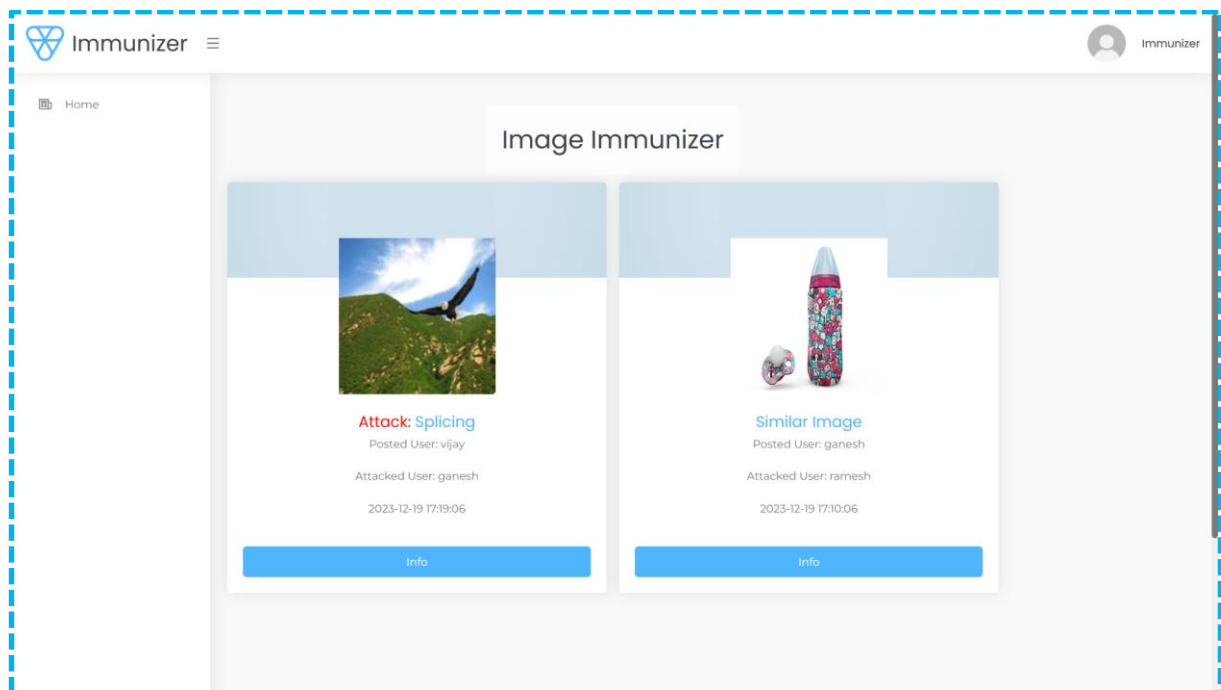 Immunizer
Immunizer
Home
Image Immunizer
Attack: Splicing
Posted User: vijay
Attacked User: ganesh
2023-12-19 17:19:06
Info
Similar Image
Posted User: ganesh
Attacked User: ramesh
2023-12-19 17:10:06
Info